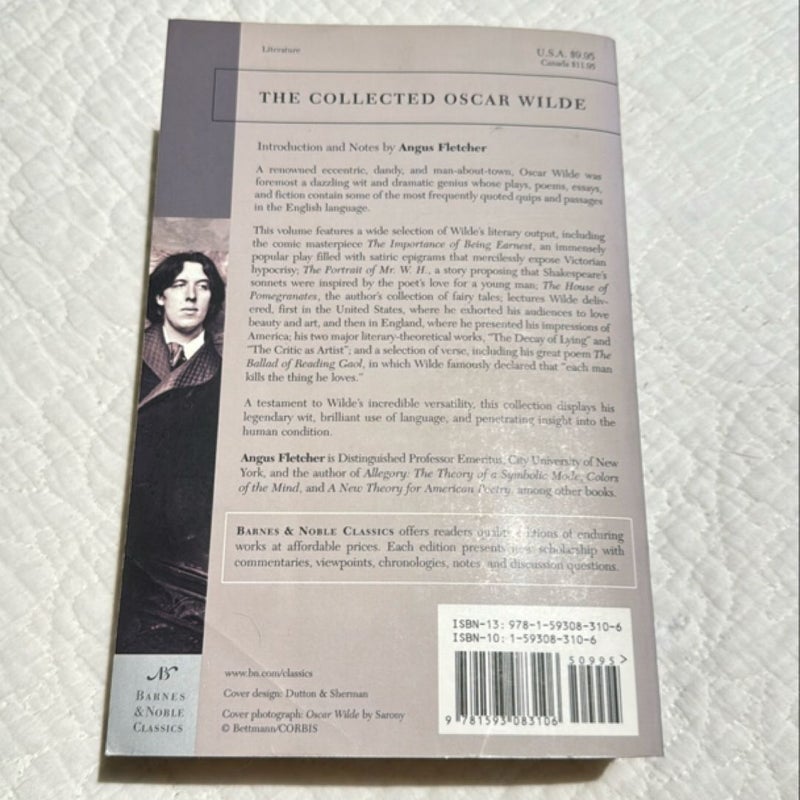 Literature
U.S.A. $9.95
Canada $11.95
THE COLLECTED OSCAR WILDE
Introduction and Notes by Angus Fletcher
A renowned eccentric, dandy, and man-about-town, Oscar Wilde was
foremost a dazzling wit and dramatic genius whose plays, poems, essays,
and fiction contain some of the most frequently quoted quips and passages
in the English language.
This volume features a wide selection of Wilde's literary output, including
the comic masterpiece The Importance of Being Earnest, an immensely
popular play filled with satiric epigrams that mercilessly expose Victorian
hypocrisy; The Portrait of Mr. W. H., a story proposing that Shakespeare's
sonnets were inspired by the poet's love for a young man; The House of
Pomegranates, the author's collection of fairy tales; lectures Wilde deliv-
ered, first in the United States, where he exhorted his audiences to love
beauty and art, and then in England, where he presented his impressions of
America; his two major literary-theoretical works, "The Decay of Lying" and
"The Critic as Artist"; and a selection of verse, including his great poem The
Ballad of Reading Gaol, in which Wilde famously declared that "each man
kills the thing he loves."
A testament to Wilde's incredible versatility, this collection displays his
legendary wit, brilliant use of language, and penetrating insight into the
human condition.
Angus Fletcher is Distinguished Professor Emeritus, City University of New
York, and the author of Allegory: The Theory of a Symbolic Mode, Colors
of the Mind, and A New Theory for American Poetry, among other books.
BARNES & NOBLE CLASSICS offers readers quality editions of enduring
works at affordable prices. Each edition presents new scholarship with
commentaries, viewpoints, chronologies, notes, and discussion questions.
ISBN-13: 978-1-59308-310-6
ISBN-10: 1-59308-310-6
50995>
9 781593 083106
www.bn.com/classics
Cover design: Dutton & Sherman
Cover photograph: Oscar Wilde by Sarony
© Bettmann/CORBIS
BARNES
& NOBLE
CLASSICS